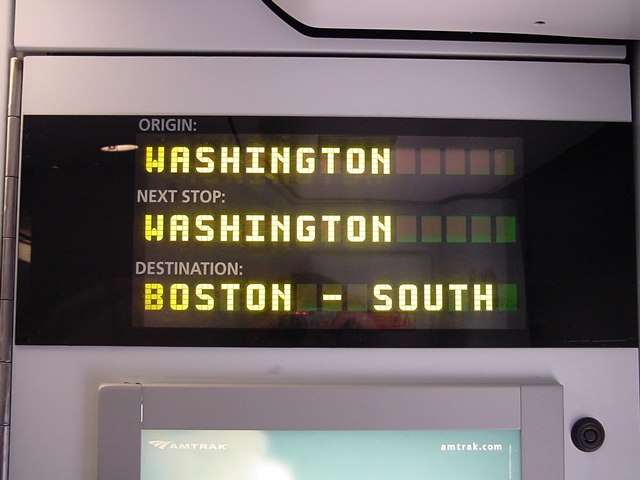 ORIGIN:
WASHINGTON
NEXT STOP:
WASHINGTON
DESTINATION:
BOSTON - SOUTH
AMTRAK amtrak.com